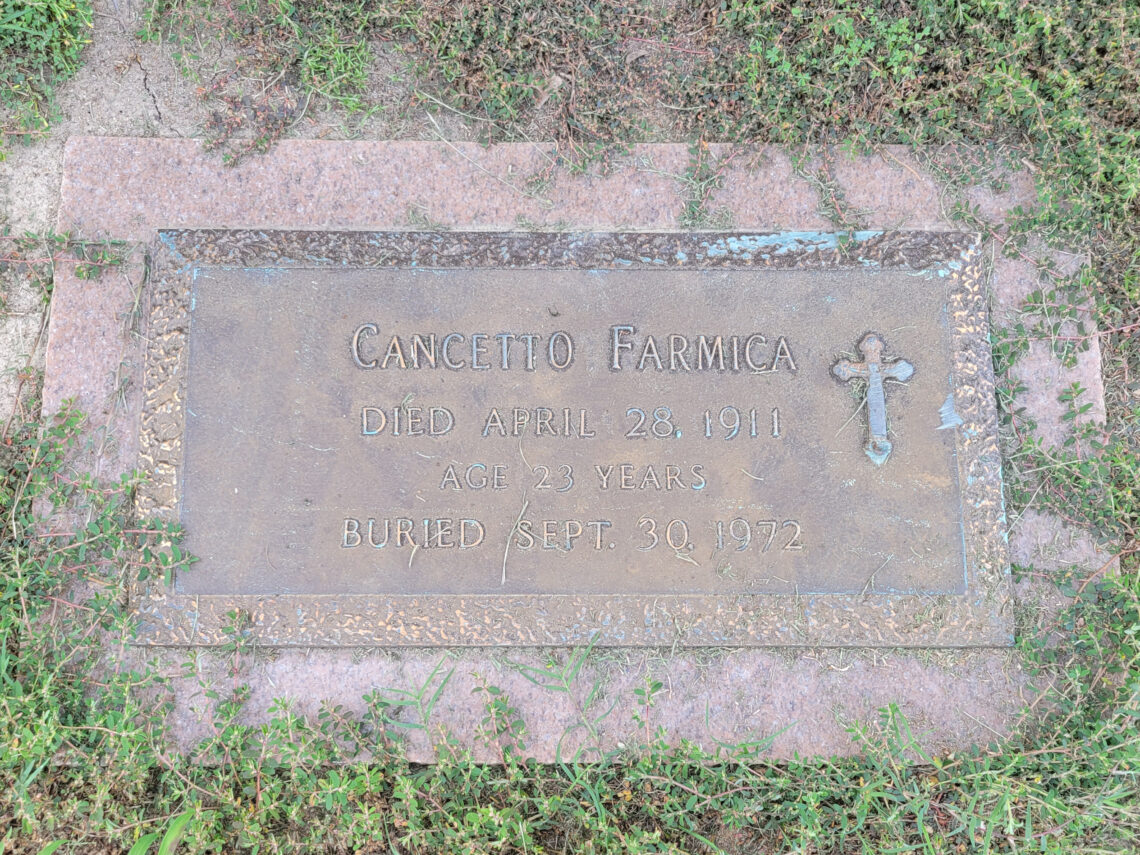 CANCETTO FARMICA
DIED APRIL 28, 1911
AGE 23 YEARS
BURIED SEPT. 30, 1972